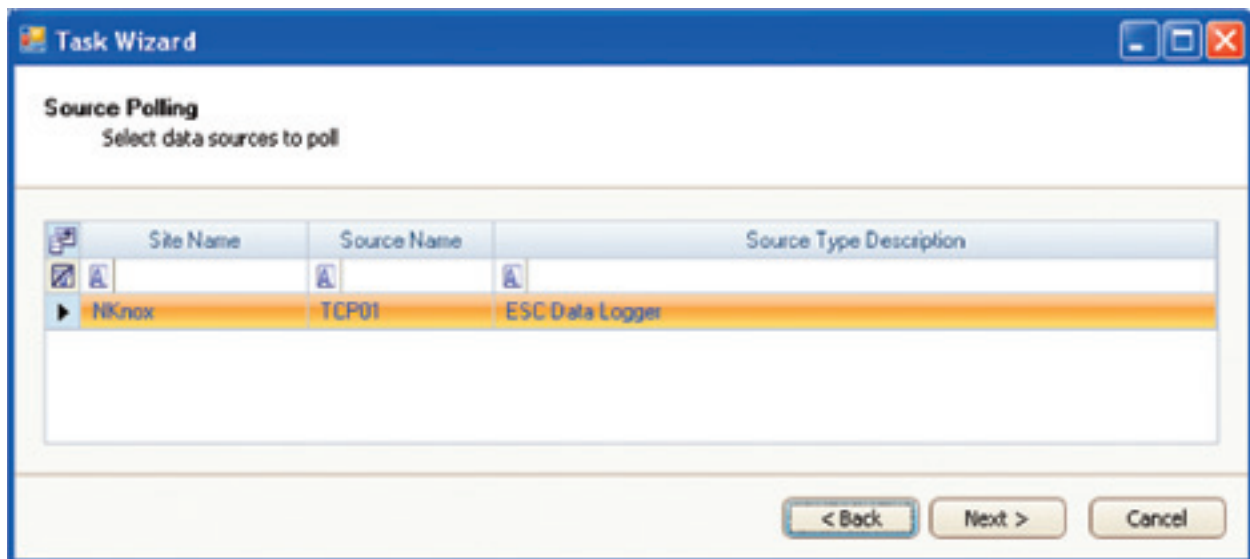 Task Wizard
Source Polling
Select data sources to poll
Site Name Source Name Source Type Description
NKnox TCP01 ESC Data Logger
< Back Next > Cancel